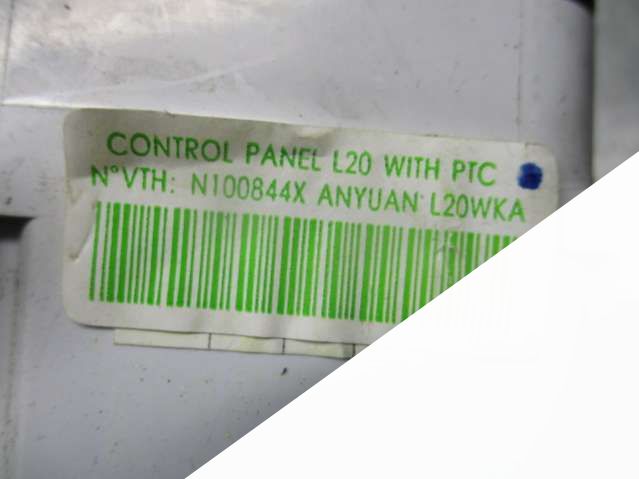 CONTROL PANEL L20 WITH PTC
N°VTH: N100844X ANYUAN L20WKA